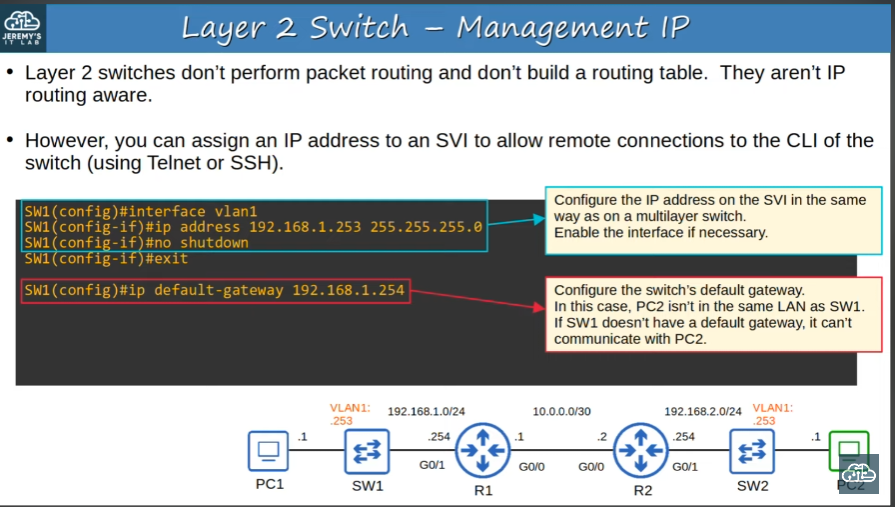 JEREMY'S
IT LAB
Layer 2 Switch – Management IP
• Layer 2 switches don't perform packet routing and don't build a routing table. They aren't IP
routing aware.
• However, you can assign an IP address to an SVI to allow remote connections to the CLI of the
switch (using Telnet or SSH).
SW1(config)#interface vlan1
SW1(config-if)#ip address 192.168.1.253 255.255.255.0
SW1(config-if)#no shutdown
SW1(config-if)#exit
SW1(config)#ip default-gateway 192.168.1.254
Configure the IP address on the SVI in the same
way as on a multilayer switch.
Enable the interface if necessary.
Configure the switch's default gateway.
In this case, PC2 isn't in the same LAN as SW1.
If SW1 doesn't have a default gateway, it can't
communicate with PC2.
VLAN1:
.253
192.168.1.0/24
10.0.0.0/30
192.168.2.0/24
VLAN1:
.253
.1
.254
.1
.2
.254
.1
G0/1
G0/0
G0/0
G0/1
PC1
SW1
R1
R2
SW2
PC2